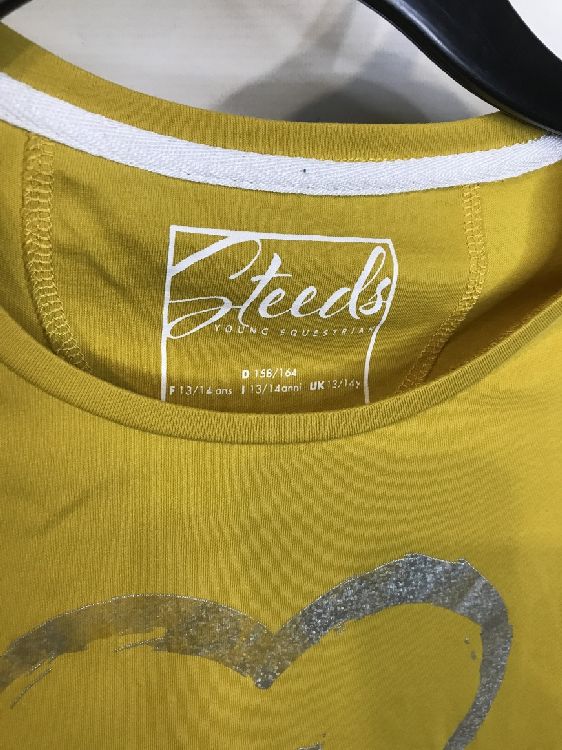 Steeds
YOUNG EQUESTRIAN
D 158/164
F 13/14 ans I 13/14anni UK 13/14y